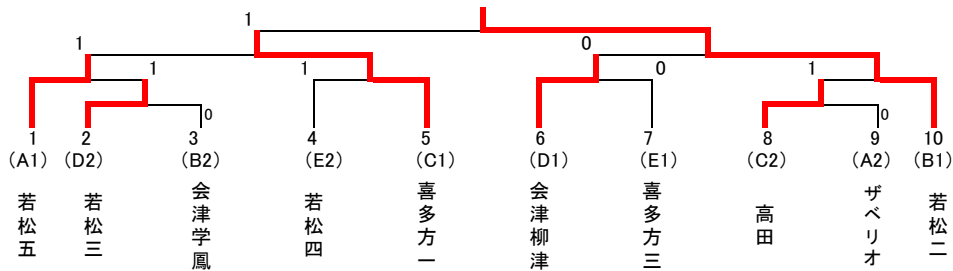 1
1
0
1
1
0
1
0
0
1
2
3
4
5
6
7
8
9
10
(A1)
(D2)
(B2)
(E2)
(C1)
(D1)
(E1)
(C2)
(A2)
(B1)
若松五
若松三
会津学鳳
若松四
喜多方一
会津柳津
喜多方三
高田
ザベリオ
若松二